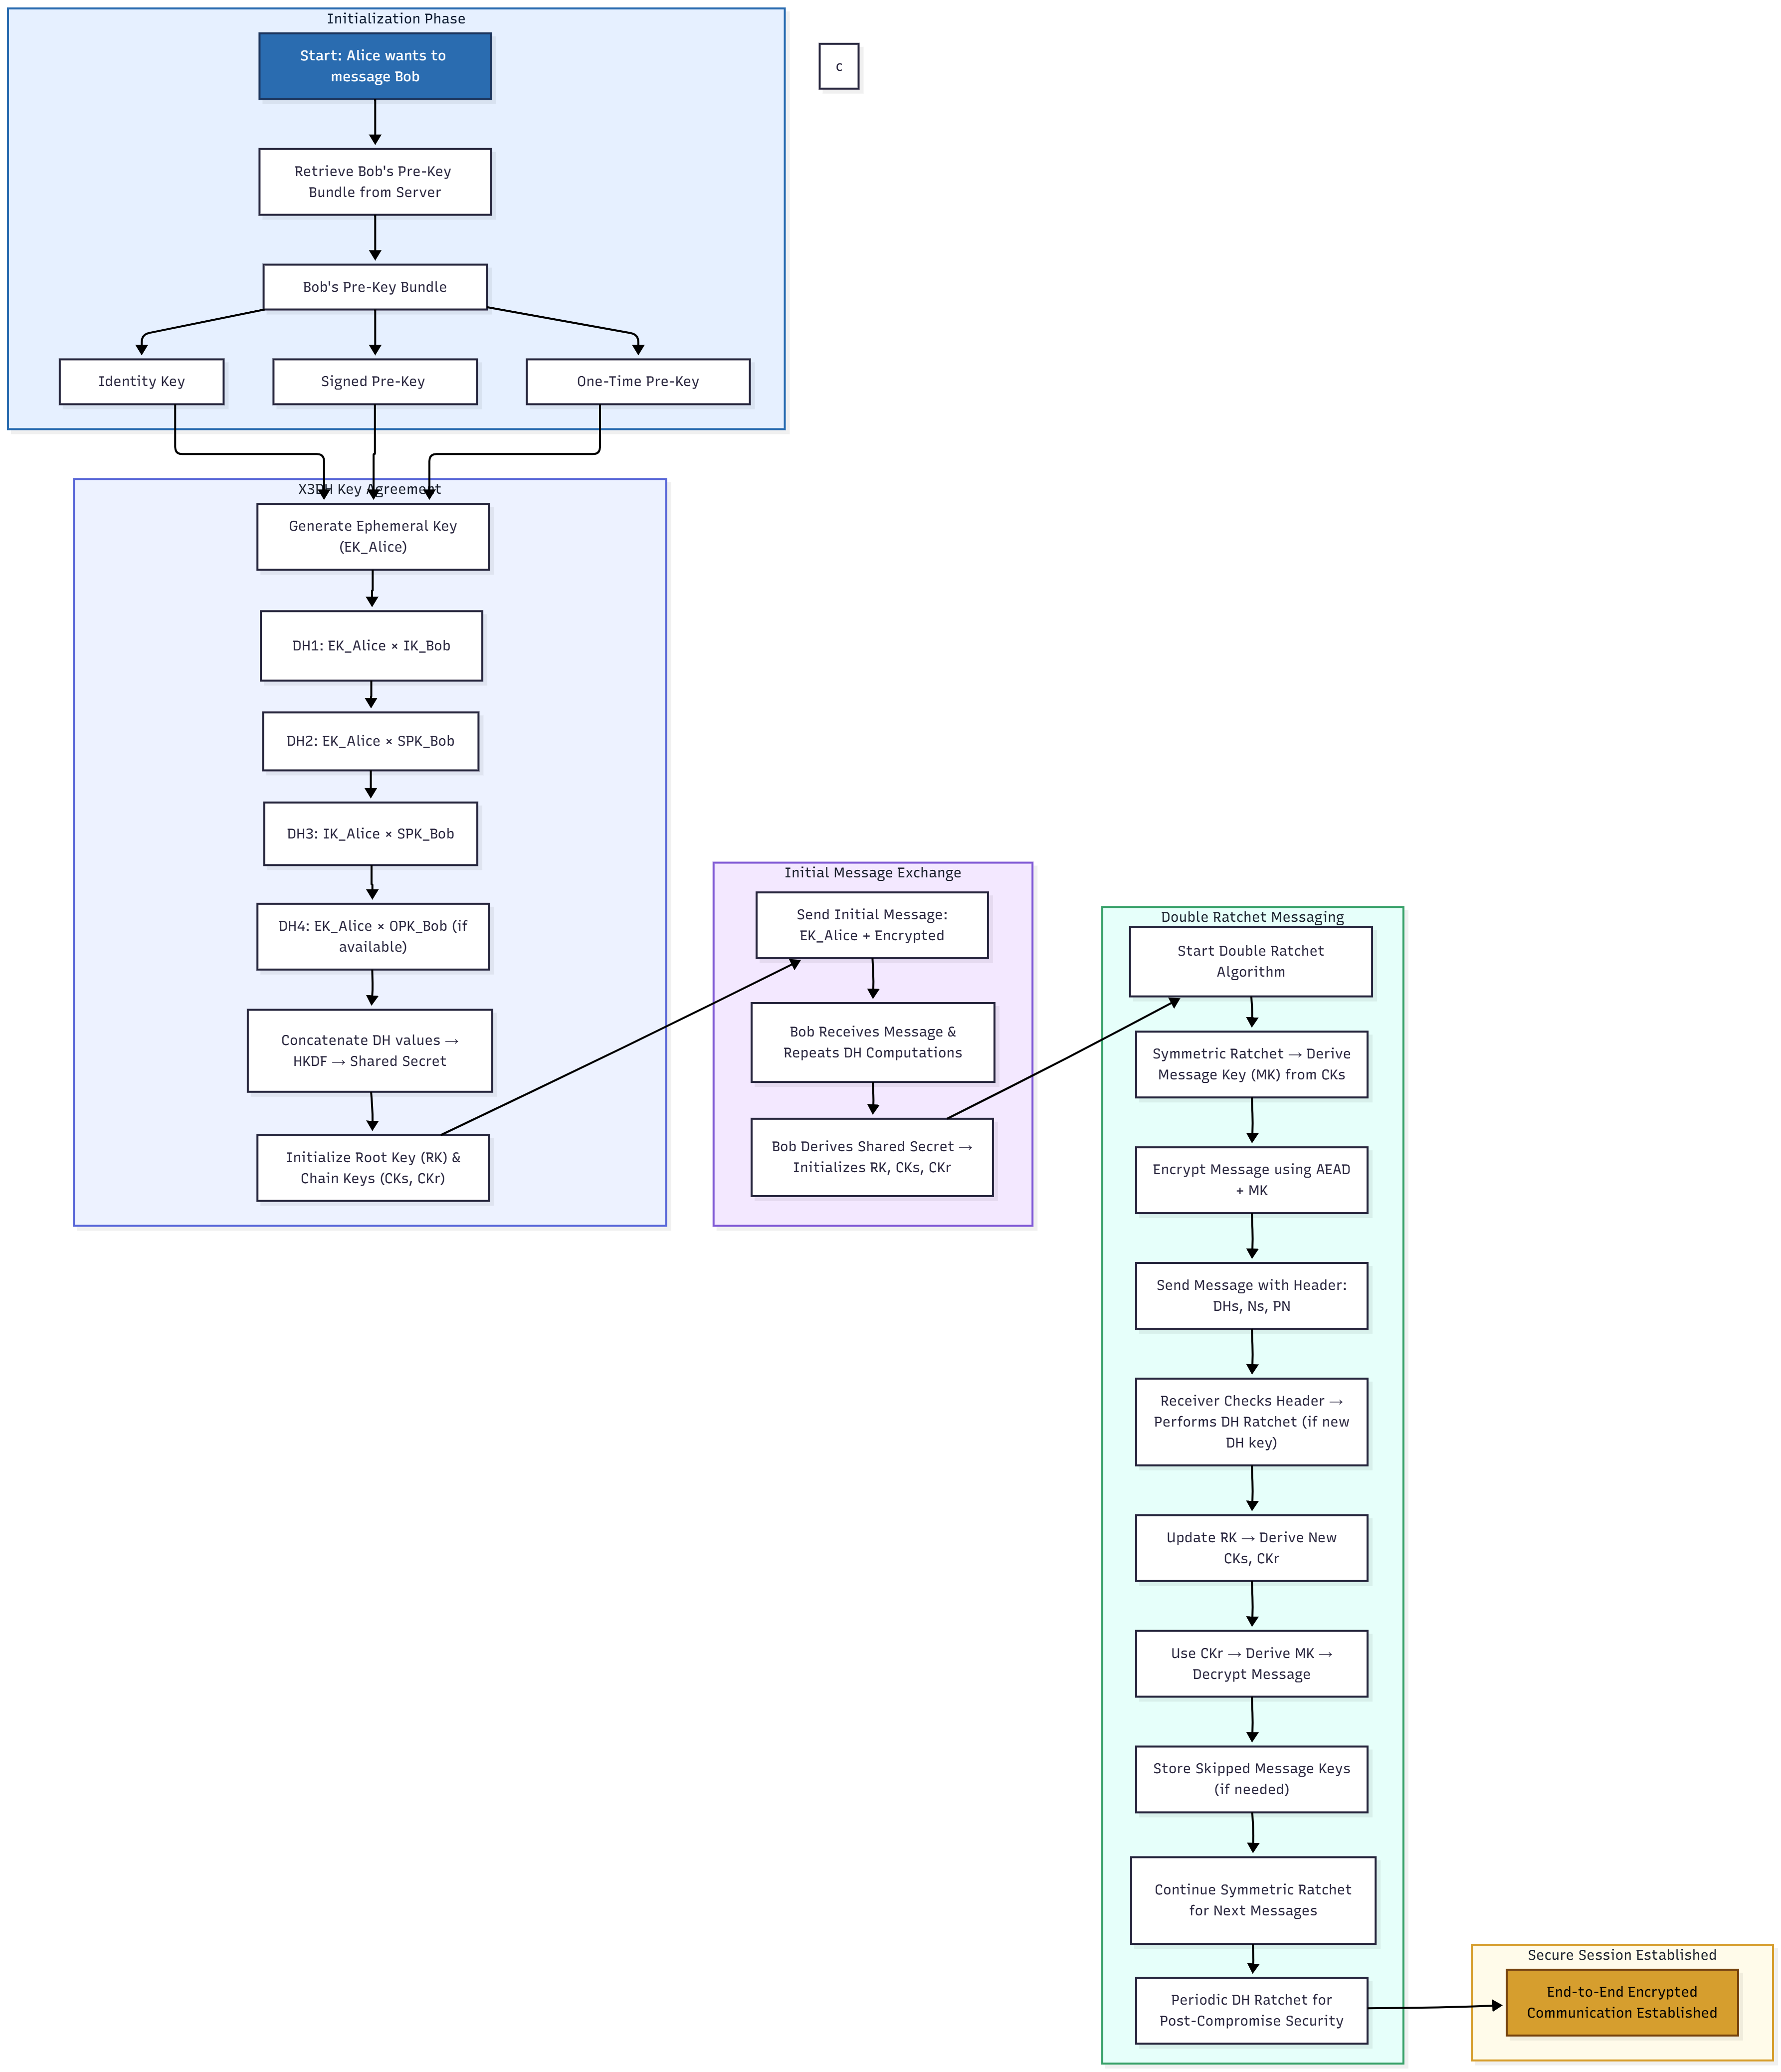 Initialization Phase
Start: Alice wants to
message Bob
c
Retrieve Bob's Pre-Key
Bundle from Server
Bob's Pre-Key Bundle
Identity Key
Signed Pre-Key
One-Time Pre-Key
X3DH Key Agreement
Generate Ephemeral Key
(EK_Alice)
DH1: EK_Alice × IK_Bob
DH2: EK_Alice × SPK_Bob
DH3: IK_Alice × SPK_Bob
DH4: EK_Alice × OPK_Bob (if
available)
Concatenate DH values →
HKDF → Shared Secret
Initialize Root Key (RK) &
Chain Keys (CKs, CKr)
Initial Message Exchange
Send Initial Message:
EK_Alice + Encrypted
Bob Receives Message &
Repeats DH Computations
Bob Derives Shared Secret →
Initializes RK, CKs, CKr
Double Ratchet Messaging
Start Double Ratchet
Algorithm
Symmetric Ratchet → Derive
Message Key (MK) from CKs
Encrypt Message using AEAD
+ MK
Send Message with Header:
DHs, Ns, PN
Receiver Checks Header →
Performs DH Ratchet (if new
DH key)
Update RK → Derive New
CKs, CKr
Use CKr → Derive MK →
Decrypt Message
Store Skipped Message Keys
(if needed)
Continue Symmetric Ratchet
for Next Messages
Periodic DH Ratchet for
Post-Compromise Security
Secure Session Established
End-to-End Encrypted
Communication Established